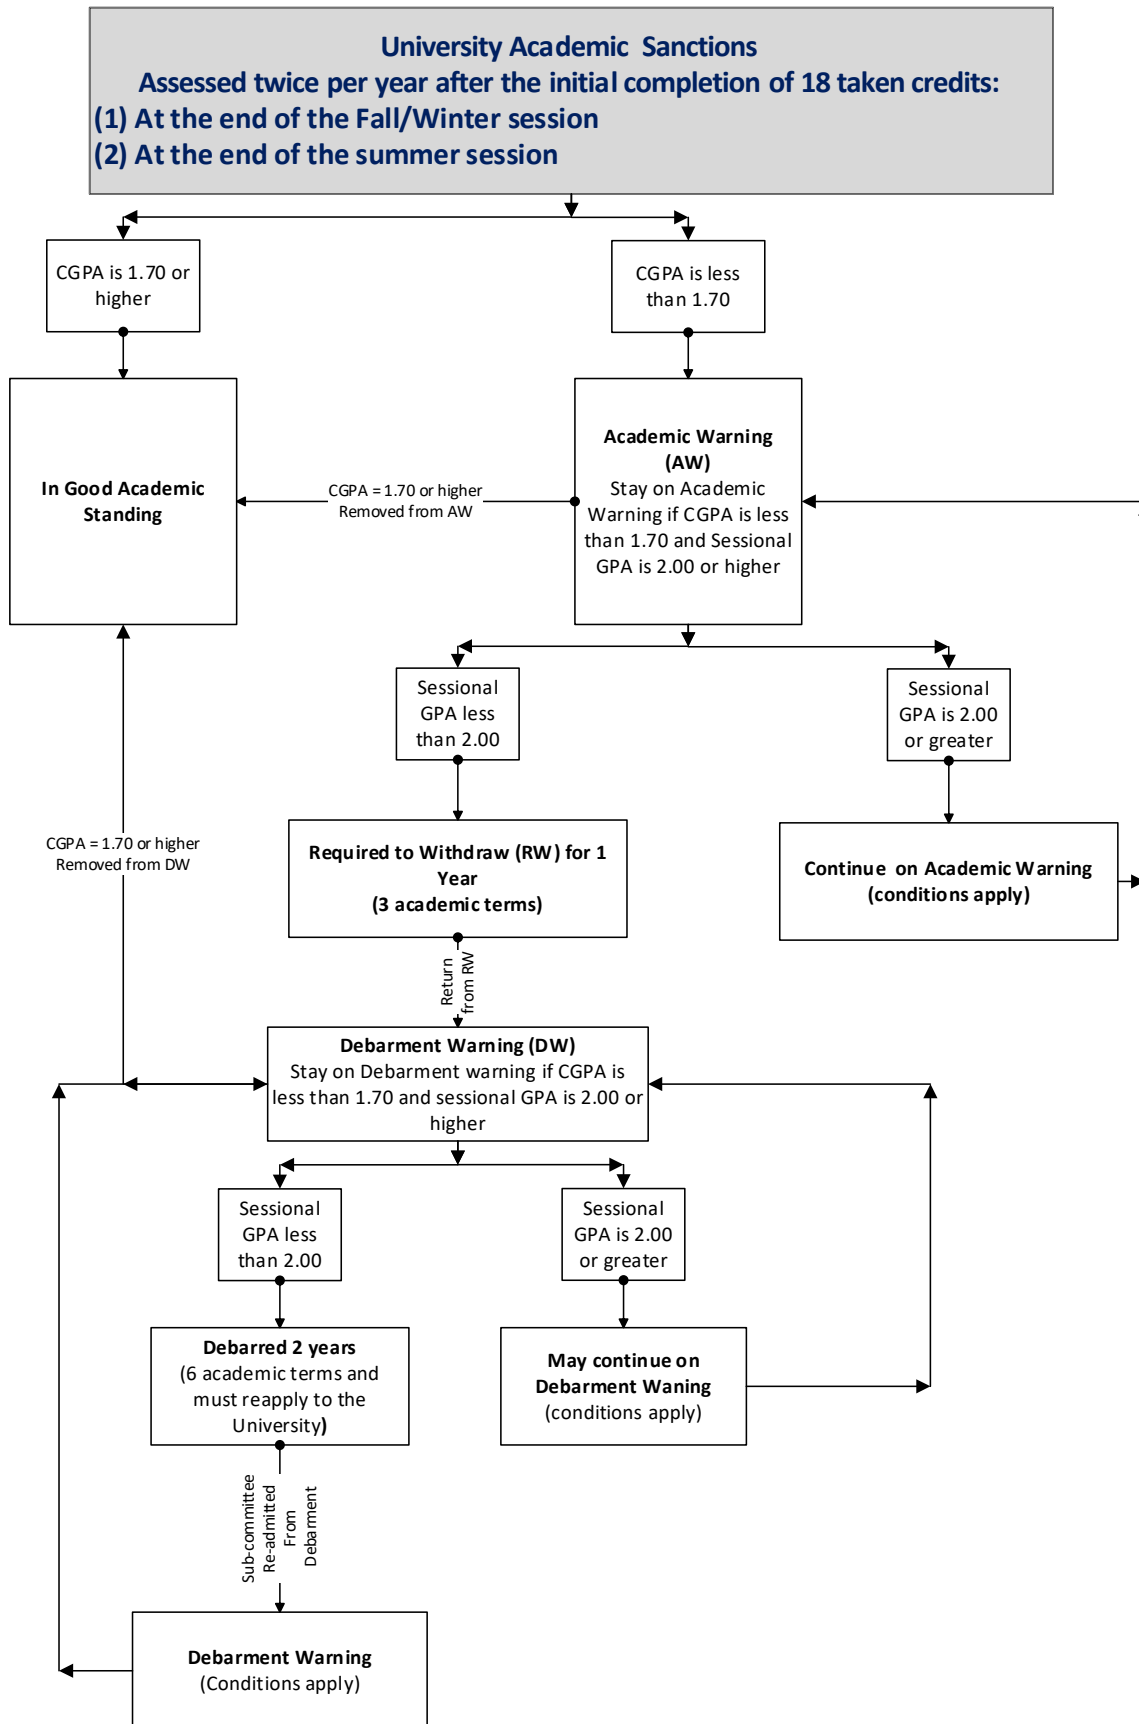 University Academic Sanctions
Assessed twice per year after the initial completion of 18 taken credits:
(1) At the end of the Fall/Winter session
(2) At the end of the summer session
CGPA is 1.70 or
higher
CGPA is less
than 1.70
In Good Academic
Standing
CGPA = 1.70 or higher
Removed from AW
Academic Warning
(AW)
Stay on Academic
Warning if CGPA is less
than 1.70 and Sessional
GPA is 2.00 or higher
Sessional
GPA less
than 2.00
Sessional
GPA is 2.00
or greater
CGPA = 1.70 or higher
Removed from DW
Required to Withdraw (RW) for 1
Year
(3 academic terms)
Continue on Academic Warning
(conditions apply)
Return
from RW
Debarment Warning (DW)
Stay on Debarment warning if CGPA is
less than 1.70 and sessional GPA is 2.00 or
higher
Sessional
GPA less
than 2.00
Sessional
GPA is 2.00
or greater
Debarred 2 years
(6 academic terms and
must reapply to the
University)
May continue on
Debarment Waning
(conditions apply)
Sub-committee
Re-admitted
From
Debarment
Debarment Warning
(Conditions apply)